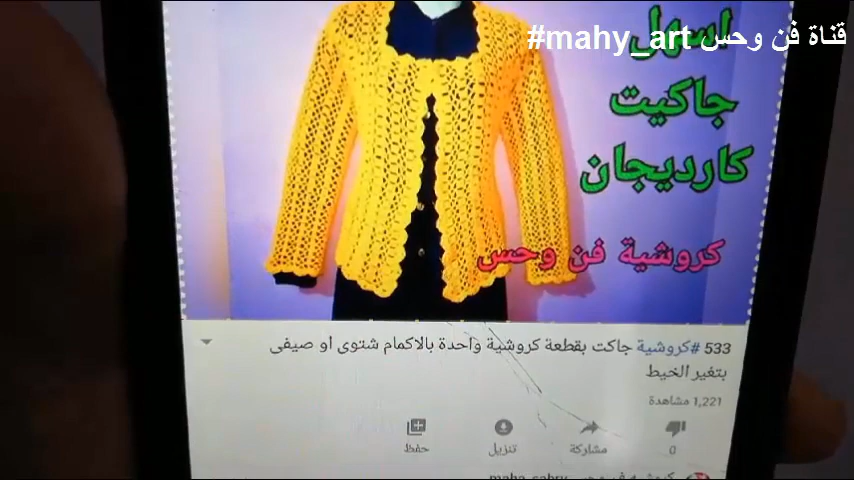 قناة فن وحس mahy_art#
اسهل
جاكيت
كارديجان
كروشية فن وحس
533 #كروشية جاكت بقطعة كروشية واحدة بالاكمام شتوى او صيفى
بتغير الخيط
1,221 مشاهدة
0
مشاركة
تنزيل
حفظ